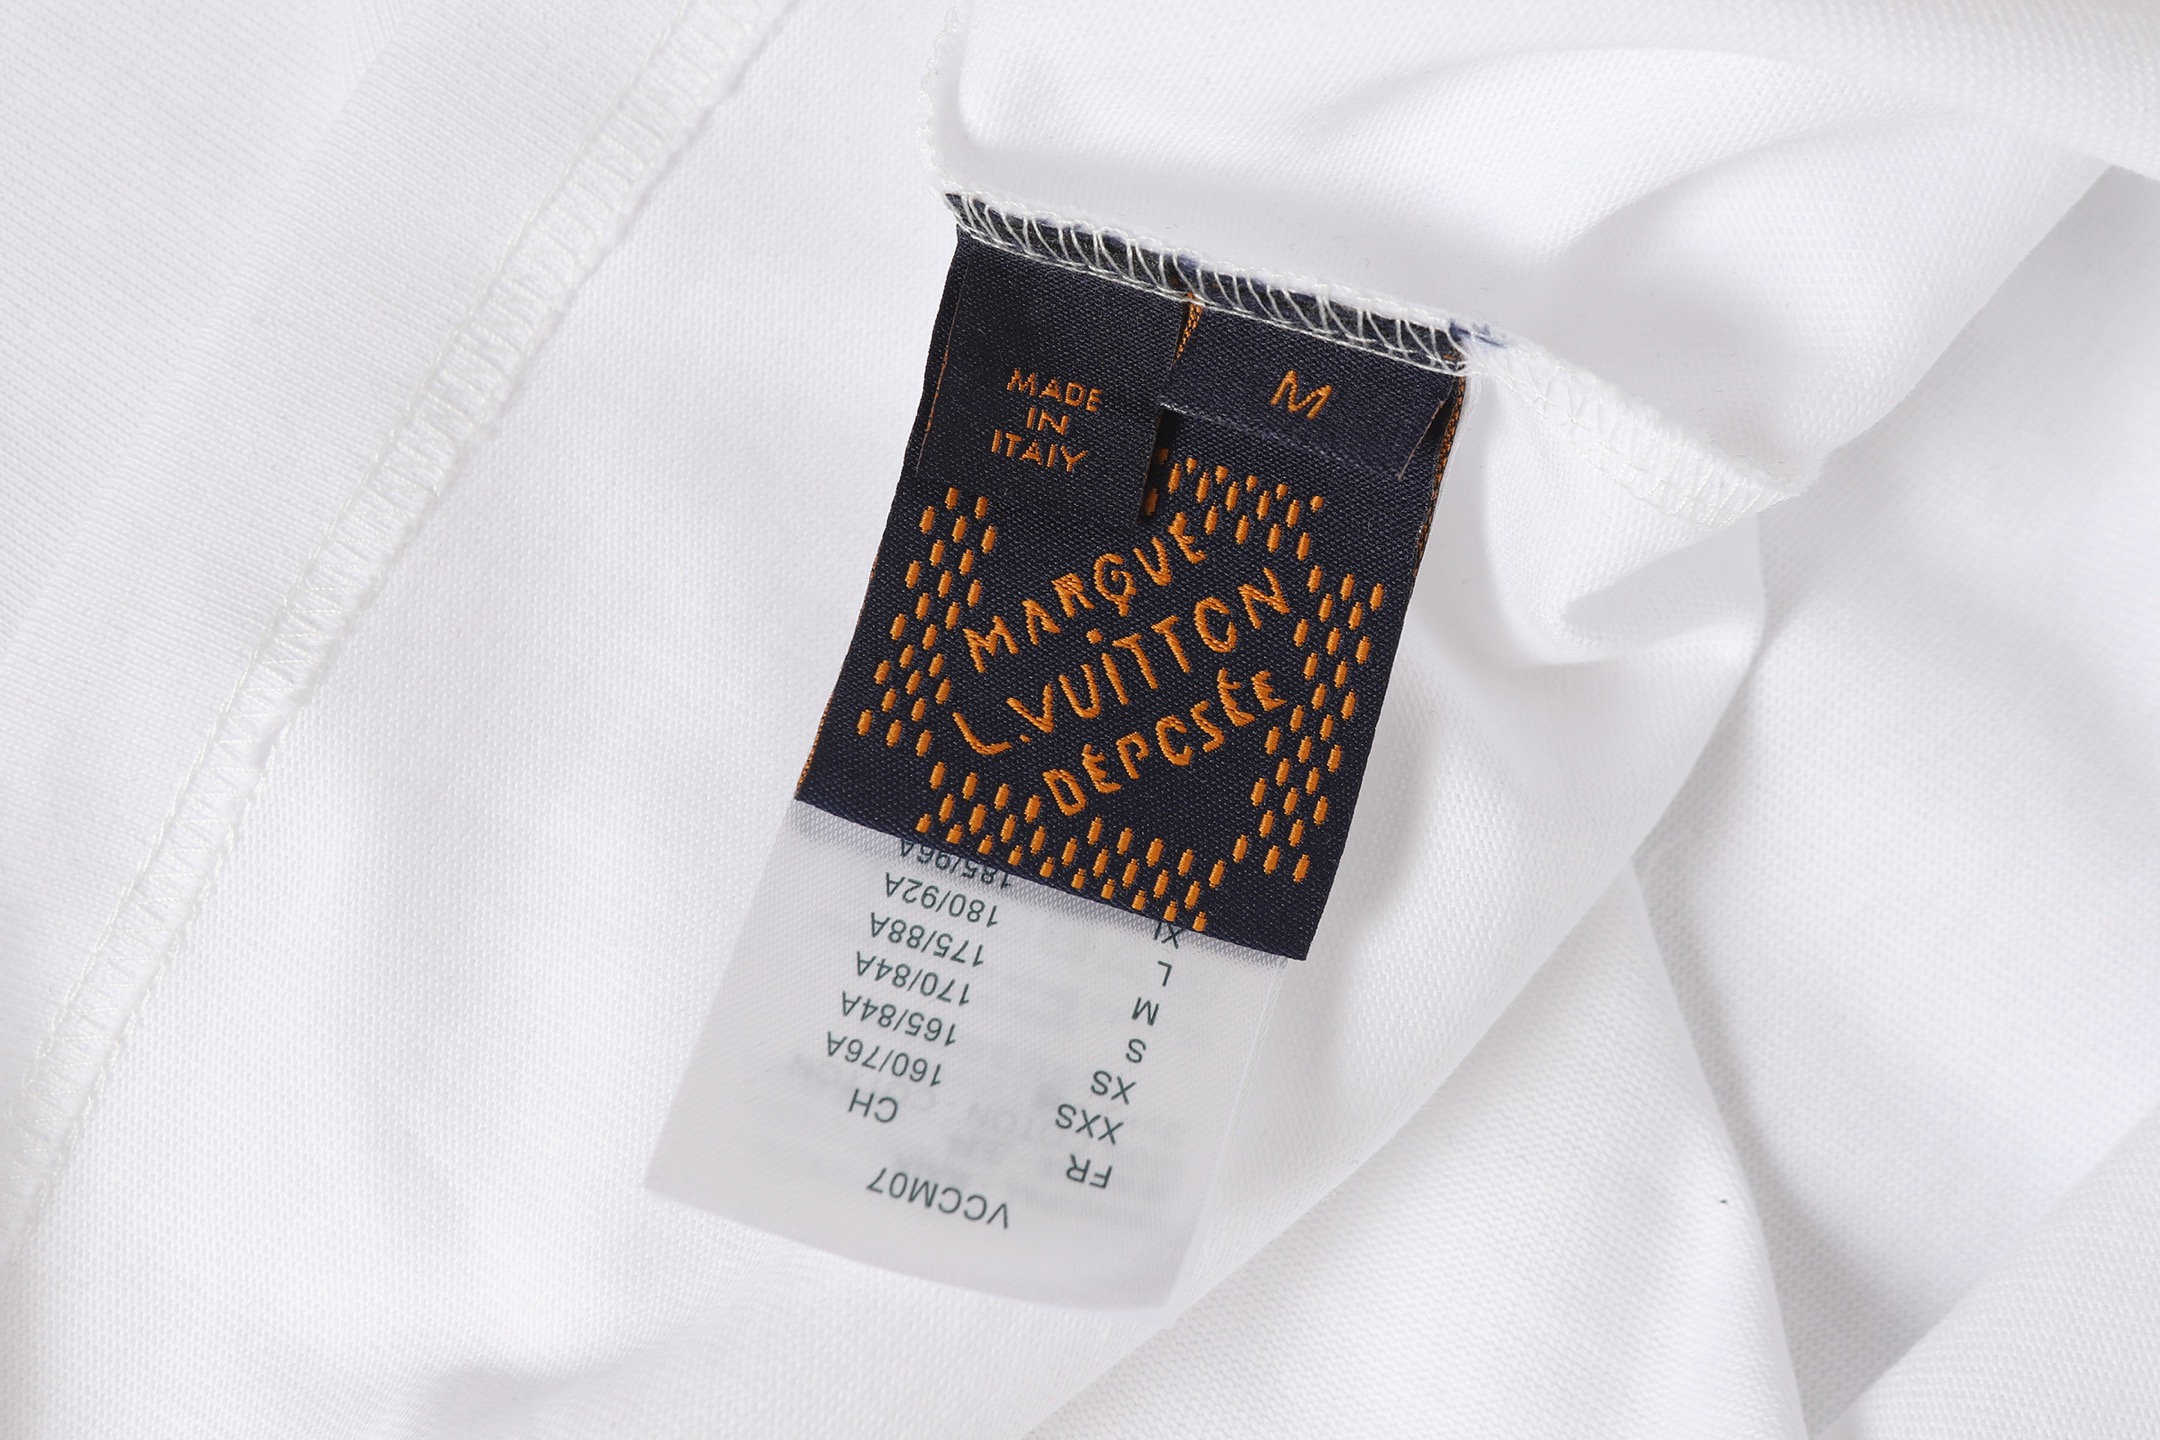 MADE
IN
ITALY
M
MARQUE
L.VUITTON
DÉPOSÉE
VCCM07
FR CH
XXS 160/76A
XS 165/84A
S 170/84A
M 175/88A
L 180/92A
XL 185/96A